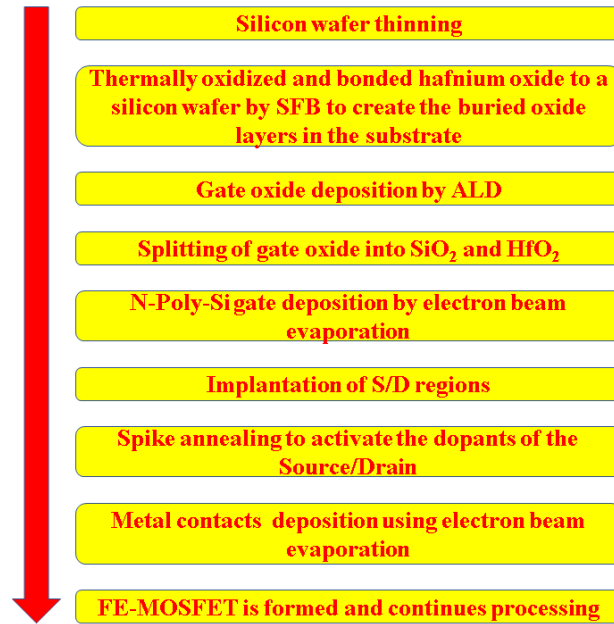 Silicon wafer thinning
Thermally oxidized and bonded hafnium oxide to a
silicon wafer by SFB to create the buried oxide
layers in the substrate
Gate oxide deposition by ALD
Splitting of gate oxide into SiO₂ and HfO₂
N-Poly-Si gate deposition by electron beam
evaporation
Implantation of S/D regions
Spike annealing to activate the dopants of the
Source/Drain
Metal contacts deposition using electron beam
evaporation
FE-MOSFET is formed and continues processing